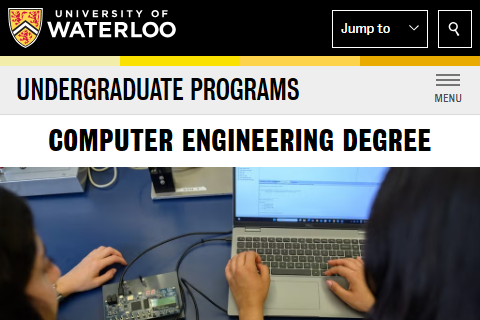 UNIVERSITY OF
WATERLOO
Jump to
UNDERGRADUATE PROGRAMS
MENU
COMPUTER ENGINEERING DEGREE